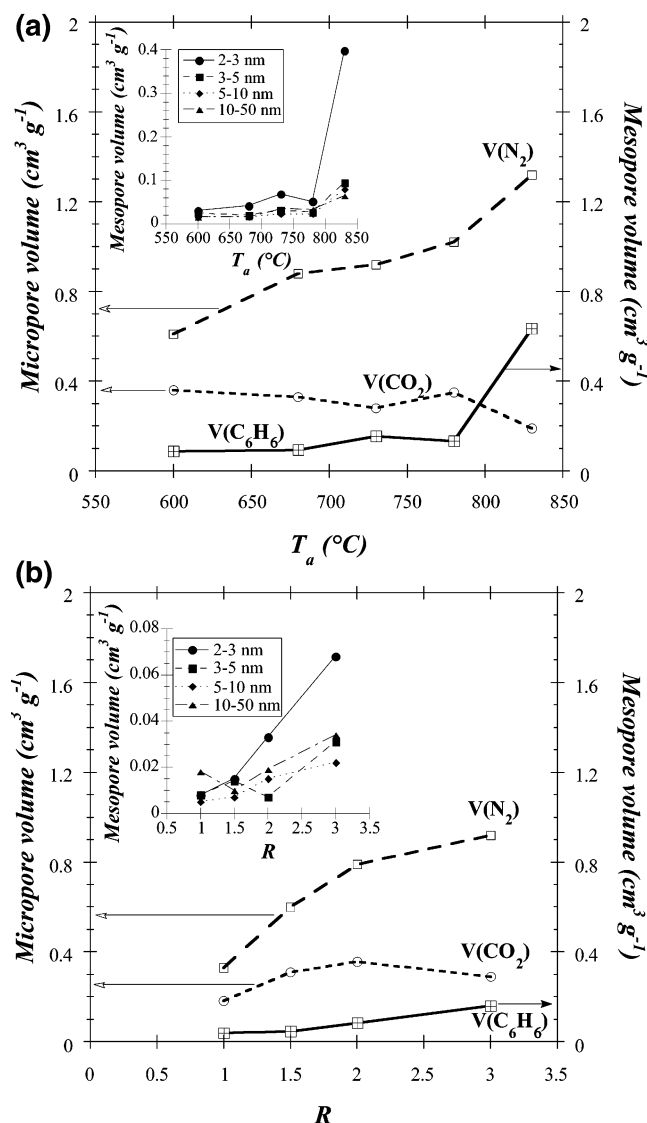 (a)
2
1.6
1.2
0.8
0.4
0
Micropore volume (cm³ g⁻¹)
0.4
0.3
0.2
0.1
0
Mesopore volume (cm³ g⁻¹)
2-3 nm
3-5 nm
5-10 nm
10-50 nm
550 600 650 700 750 800 850
Tₐ (°C)
V(N₂)
V(CO₂)
V(C₆H₆)
2
1.6
1.2
0.8
0.4
0
Mesopore volume (cm³ g⁻¹)
550 600 650 700 750 800 850
Tₐ (°C)
(b)
2
1.6
1.2
0.8
0.4
0
Micropore volume (cm³ g⁻¹)
0.08
0.06
0.04
0.02
0
Mesopore volume (cm³ g⁻¹)
2-3 nm
3-5 nm
5-10 nm
10-50 nm
0.5 1 1.5 2 2.5 3 3.5
R
V(N₂)
V(CO₂)
V(C₆H₆)
2
1.6
1.2
0.8
0.4
0
Mesopore volume (cm³ g⁻¹)
0 0.5 1 1.5 2 2.5 3 3.5
R